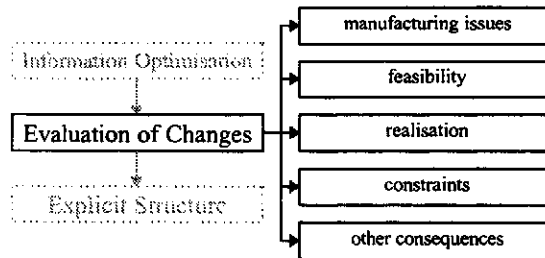 manufacturing issues
Information Optimisation
feasibility
Evaluation of Changes
realisation
constraints
Explicit Structure
other consequences